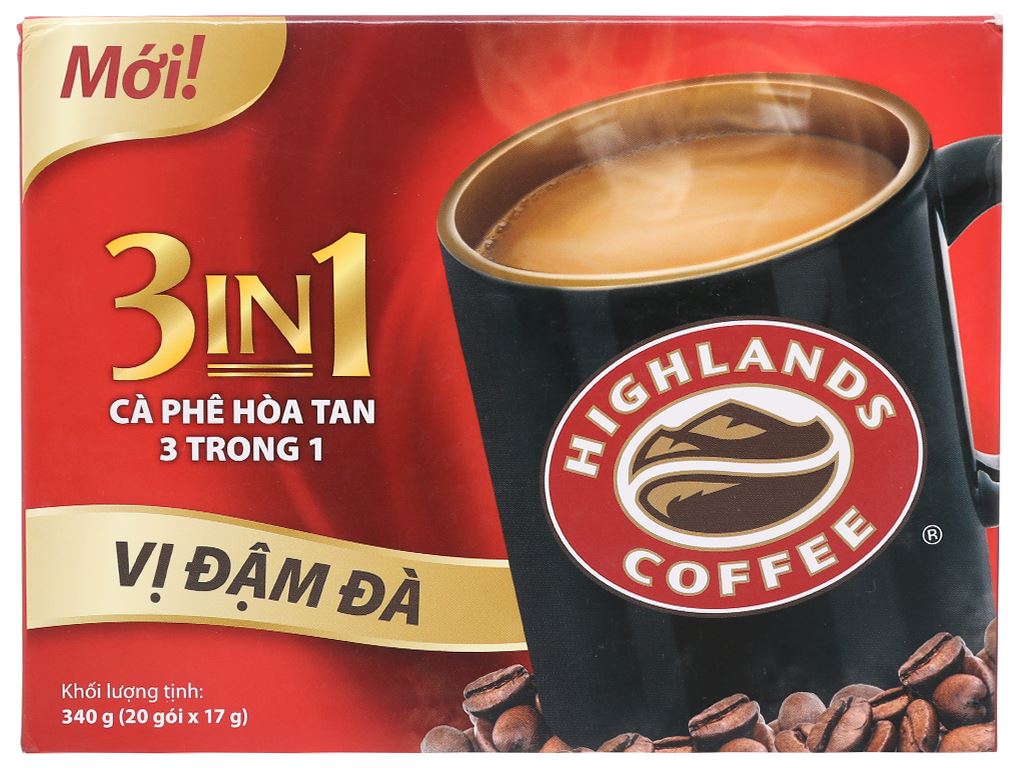 Mới!
3IN1
CÀ PHÊ HÒA TAN
3 TRONG 1
VỊ ĐẬM ĐÀ
HIGHLANDS
COFFEE
®
Khối lượng tịnh:
340 g (20 gói x 17 g)